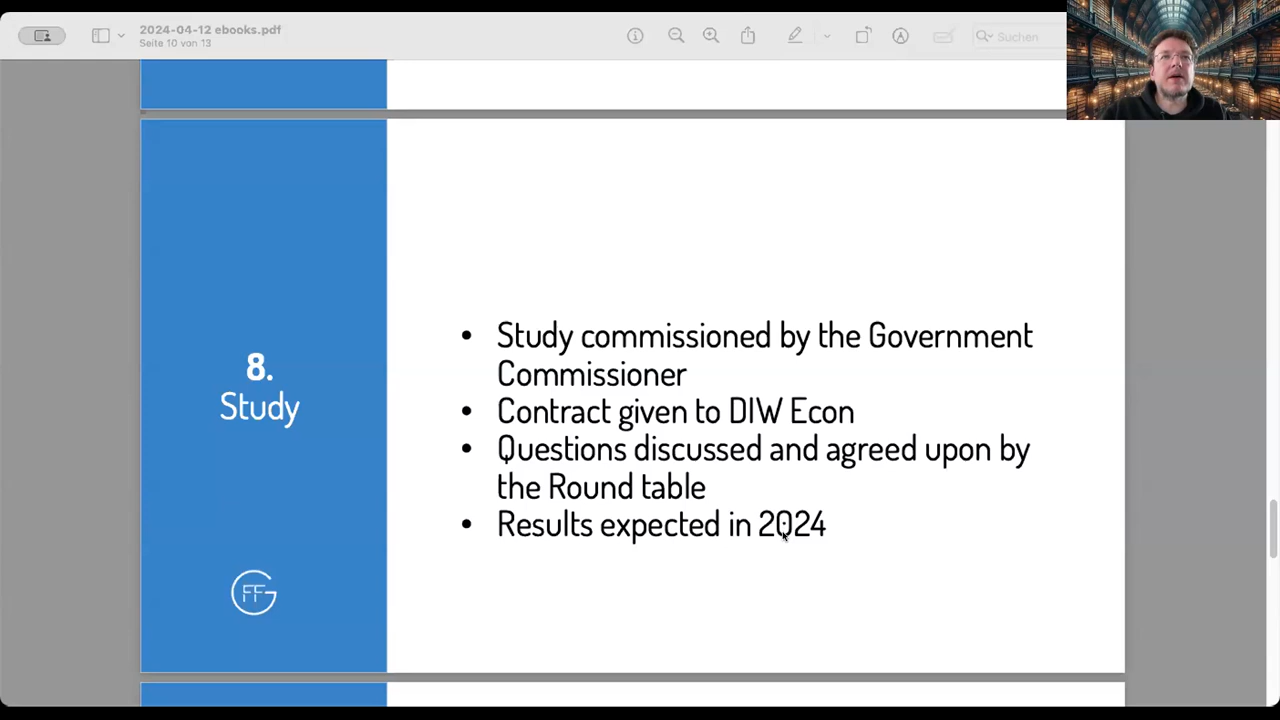 2024-04-12 ebooks.pdf
Seite 10 von 13
Suchen
8.
Study
GFF
• Study commissioned by the Government
Commissioner
• Contract given to DIW Econ
• Questions discussed and agreed upon by
the Round table
• Results expected in 2024